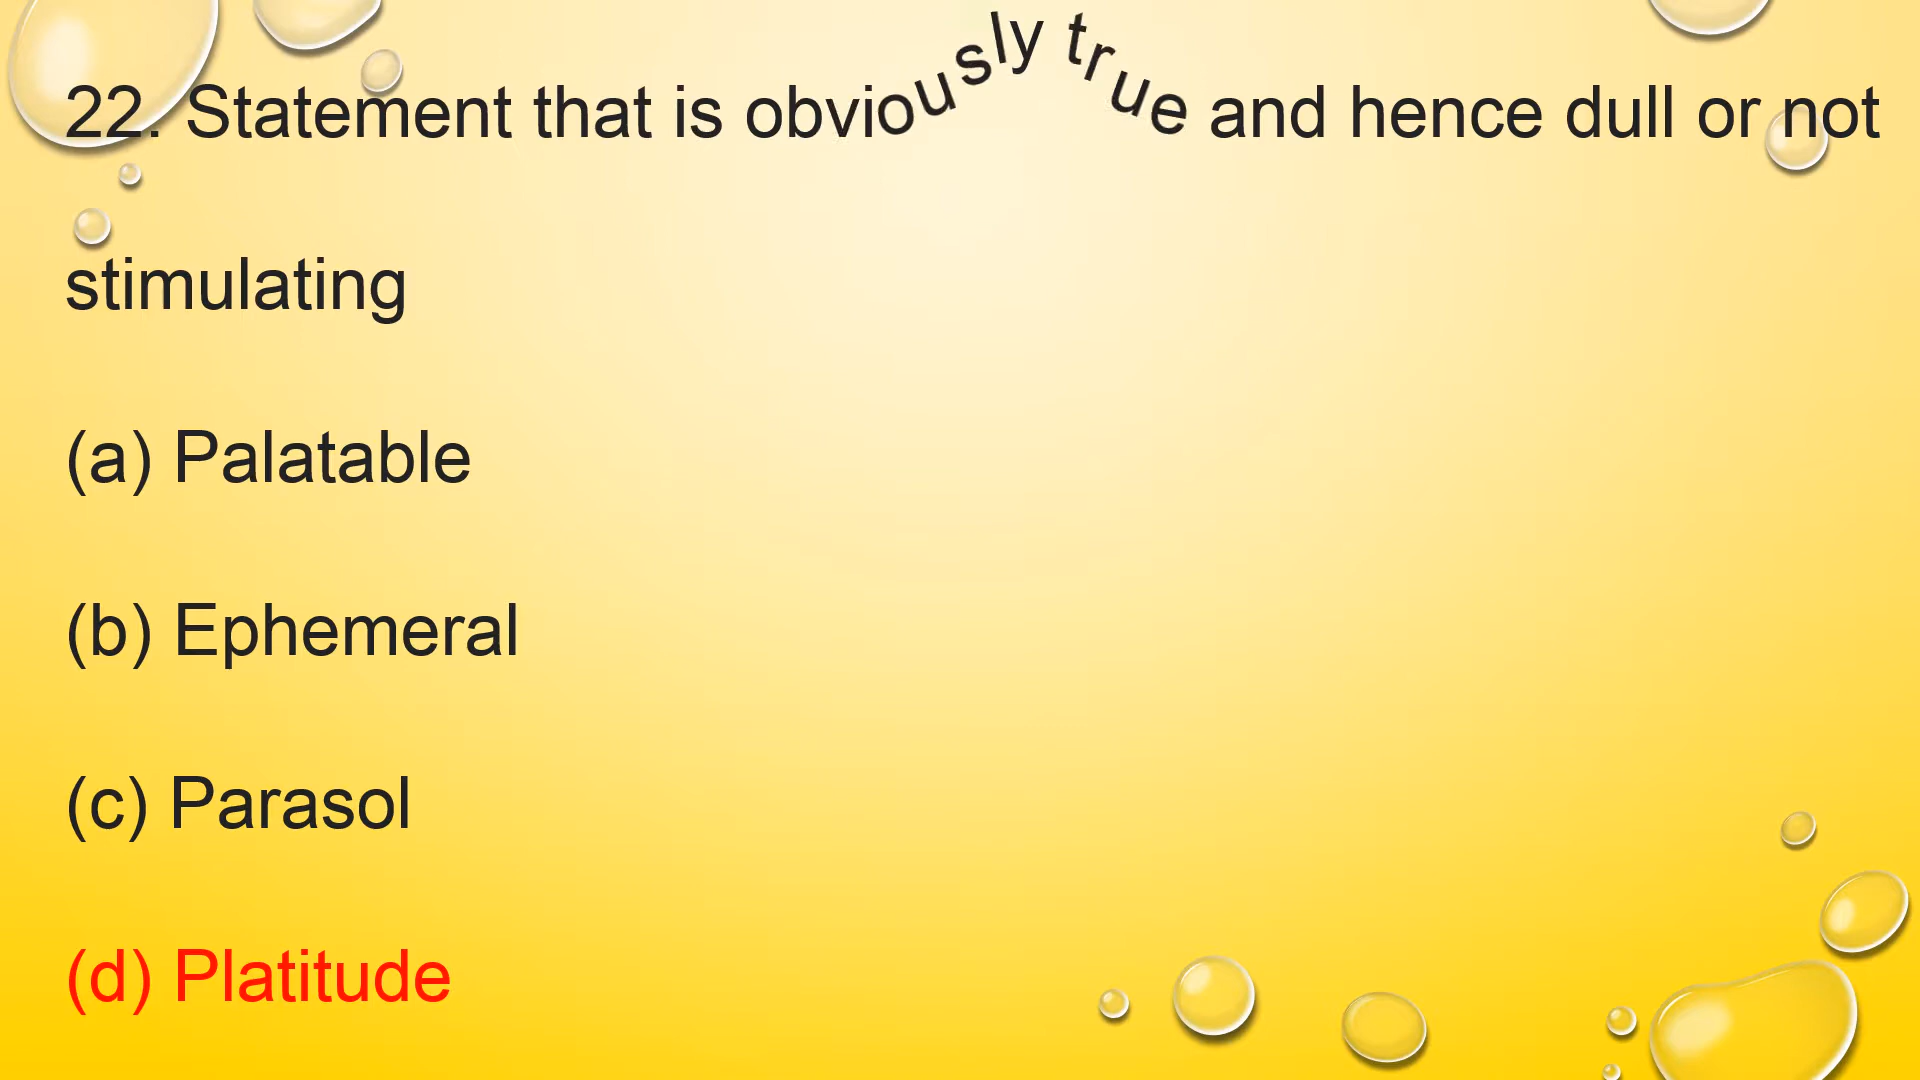 22. Statement that is obviously true and hence dull or not
stimulating
(a) Palatable
(b) Ephemeral
(c) Parasol
(d) Platitude